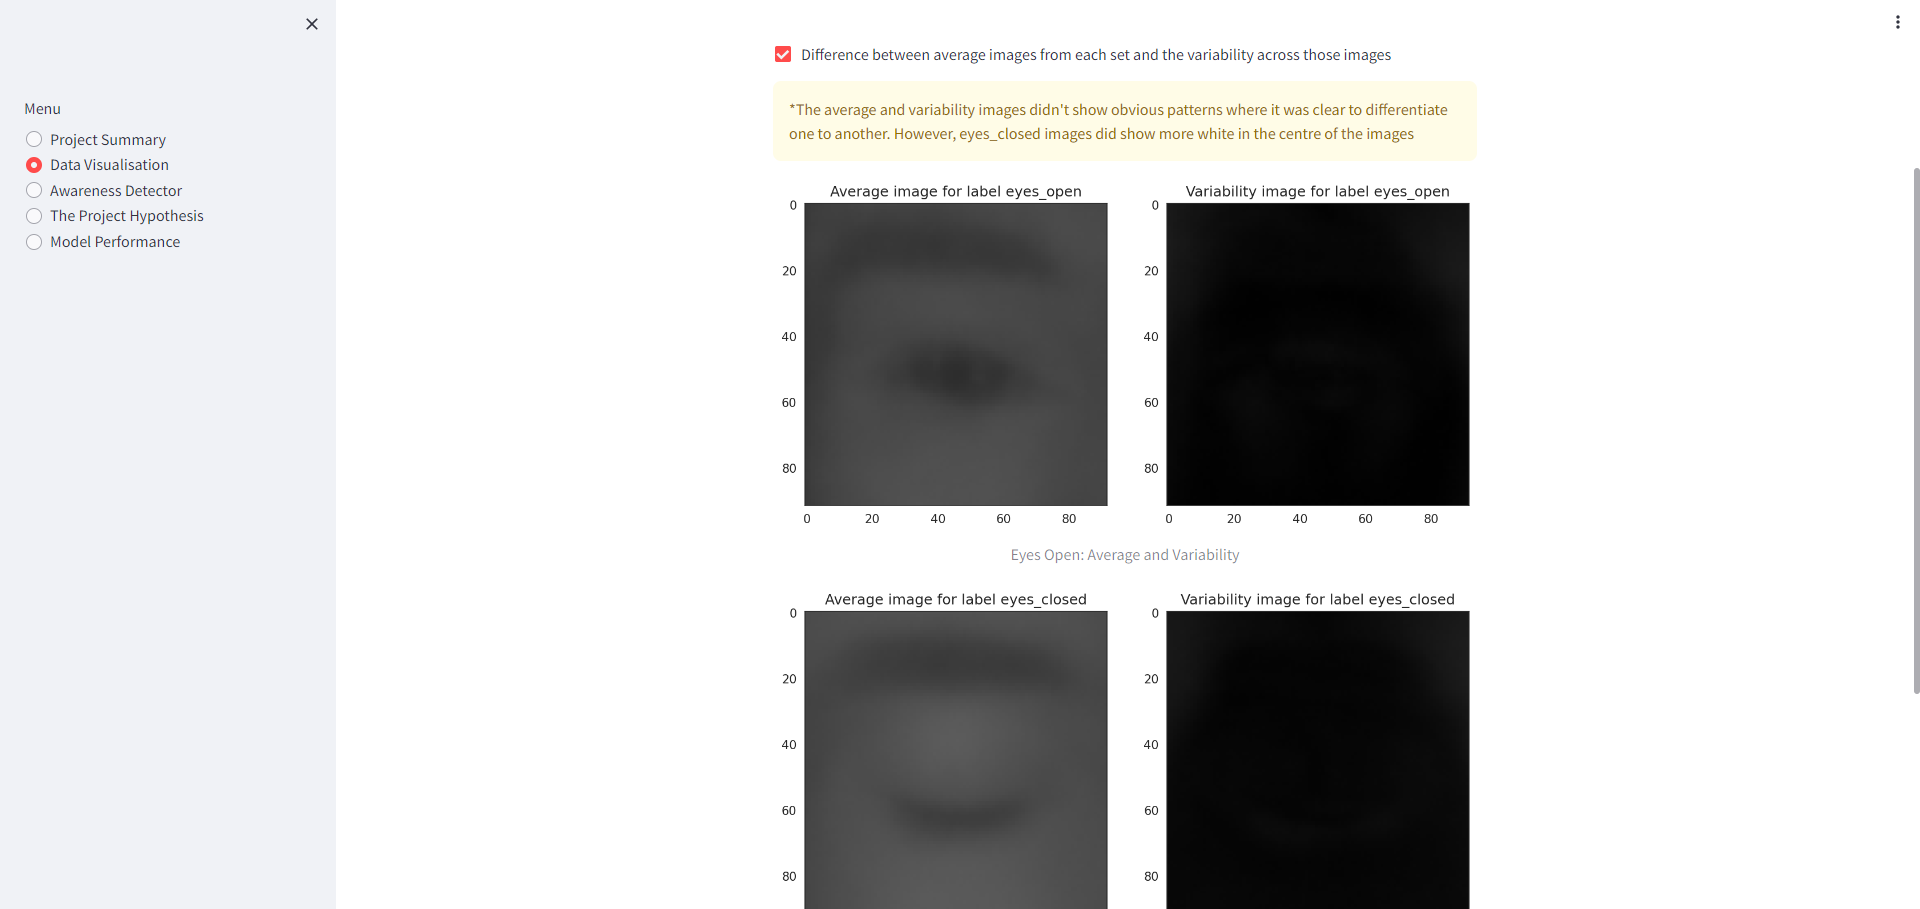 Menu
Project Summary
Data Visualisation
Awareness Detector
The Project Hypothesis
Model Performance
Difference between average images from each set and the variability across those images
*The average and variability images didn't show obvious patterns where it was clear to differentiate
one to another. However, eyes_closed images did show more white in the centre of the images
Average image for label eyes_open
0
20
40
60
80
0 20 40 60 80
Variability image for label eyes_open
0
20
40
60
80
0 20 40 60 80
Eyes Open: Average and Variability
Average image for label eyes_closed
0
20
40
60
80
Variability image for label eyes_closed
0
20
40
60
80